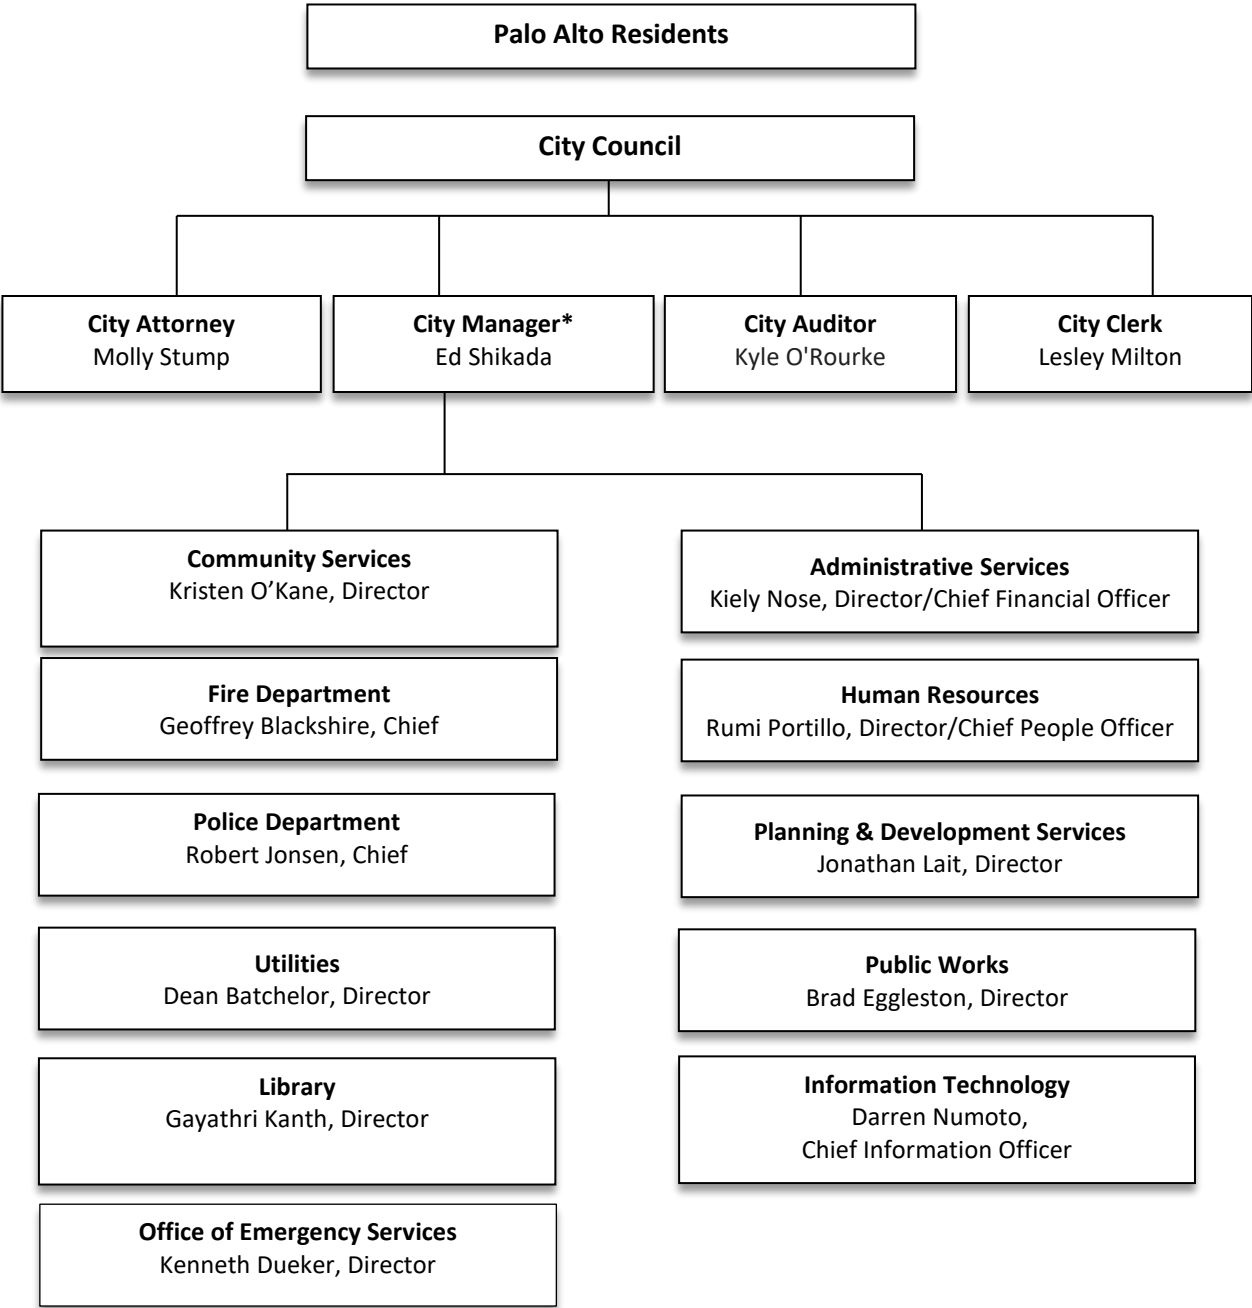 Palo Alto Residents
City Council
City Attorney
Molly Stump
City Manager*
Ed Shikada
City Auditor
Kyle O'Rourke
City Clerk
Lesley Milton
Community Services
Kristen O’Kane, Director
Fire Department
Geoffrey Blackshire, Chief
Police Department
Robert Jonsen, Chief
Utilities
Dean Batchelor, Director
Library
Gayathri Kanth, Director
Office of Emergency Services
Kenneth Dueker, Director
Administrative Services
Kiely Nose, Director/Chief Financial Officer
Human Resources
Rumi Portillo, Director/Chief People Officer
Planning & Development Services
Jonathan Lait, Director
Public Works
Brad Eggleston, Director
Information Technology
Darren Numoto,
Chief Information Officer